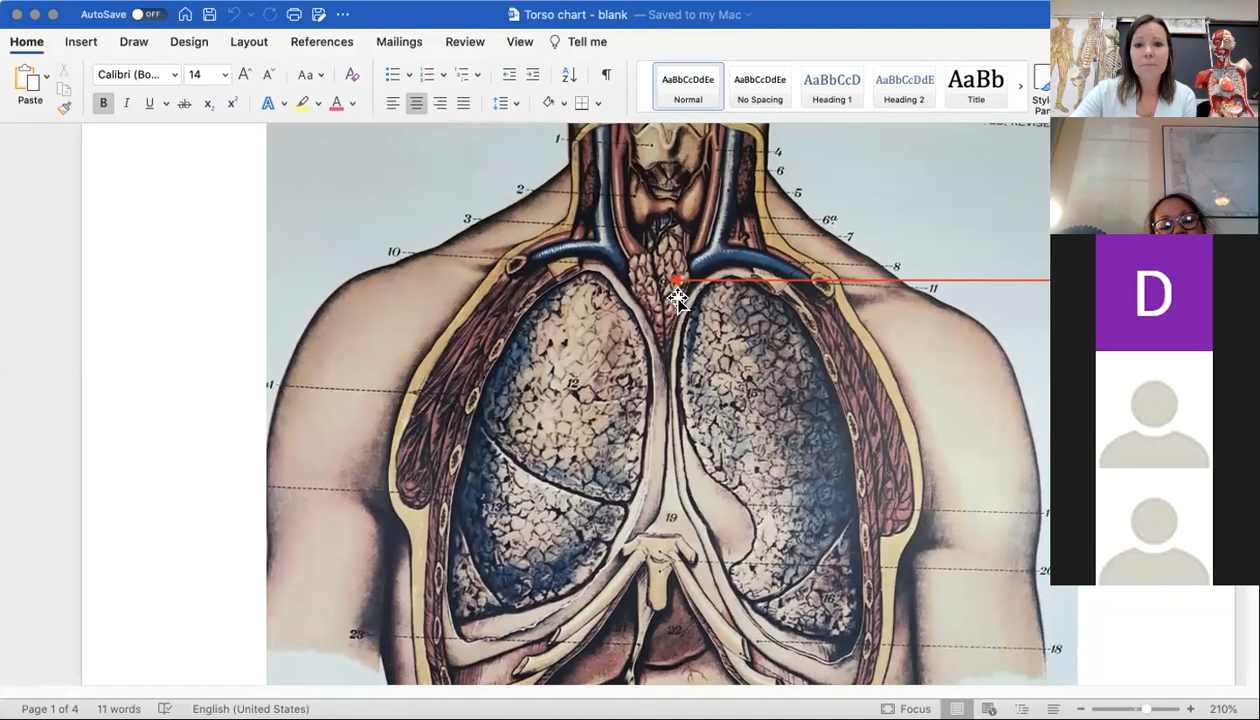 AutoSave OFF
Torso chart - blank — Saved to my Mac
Home Insert Draw Design Layout References Mailings Review View Tell me
Paste
Calibri (Bo... 14
AaBbCcDdEe
Normal
AaBbCcDdEe
No Spacing
AaBbCcD
Heading 1
AaBbCcDdE
Heading 2
AaBb
Title
1
4
2
6
5
3
6a
7
10
8
11
12
13
19
16
20
22
23
18
D
Page 1 of 4 11 words English (United States) Focus 210%